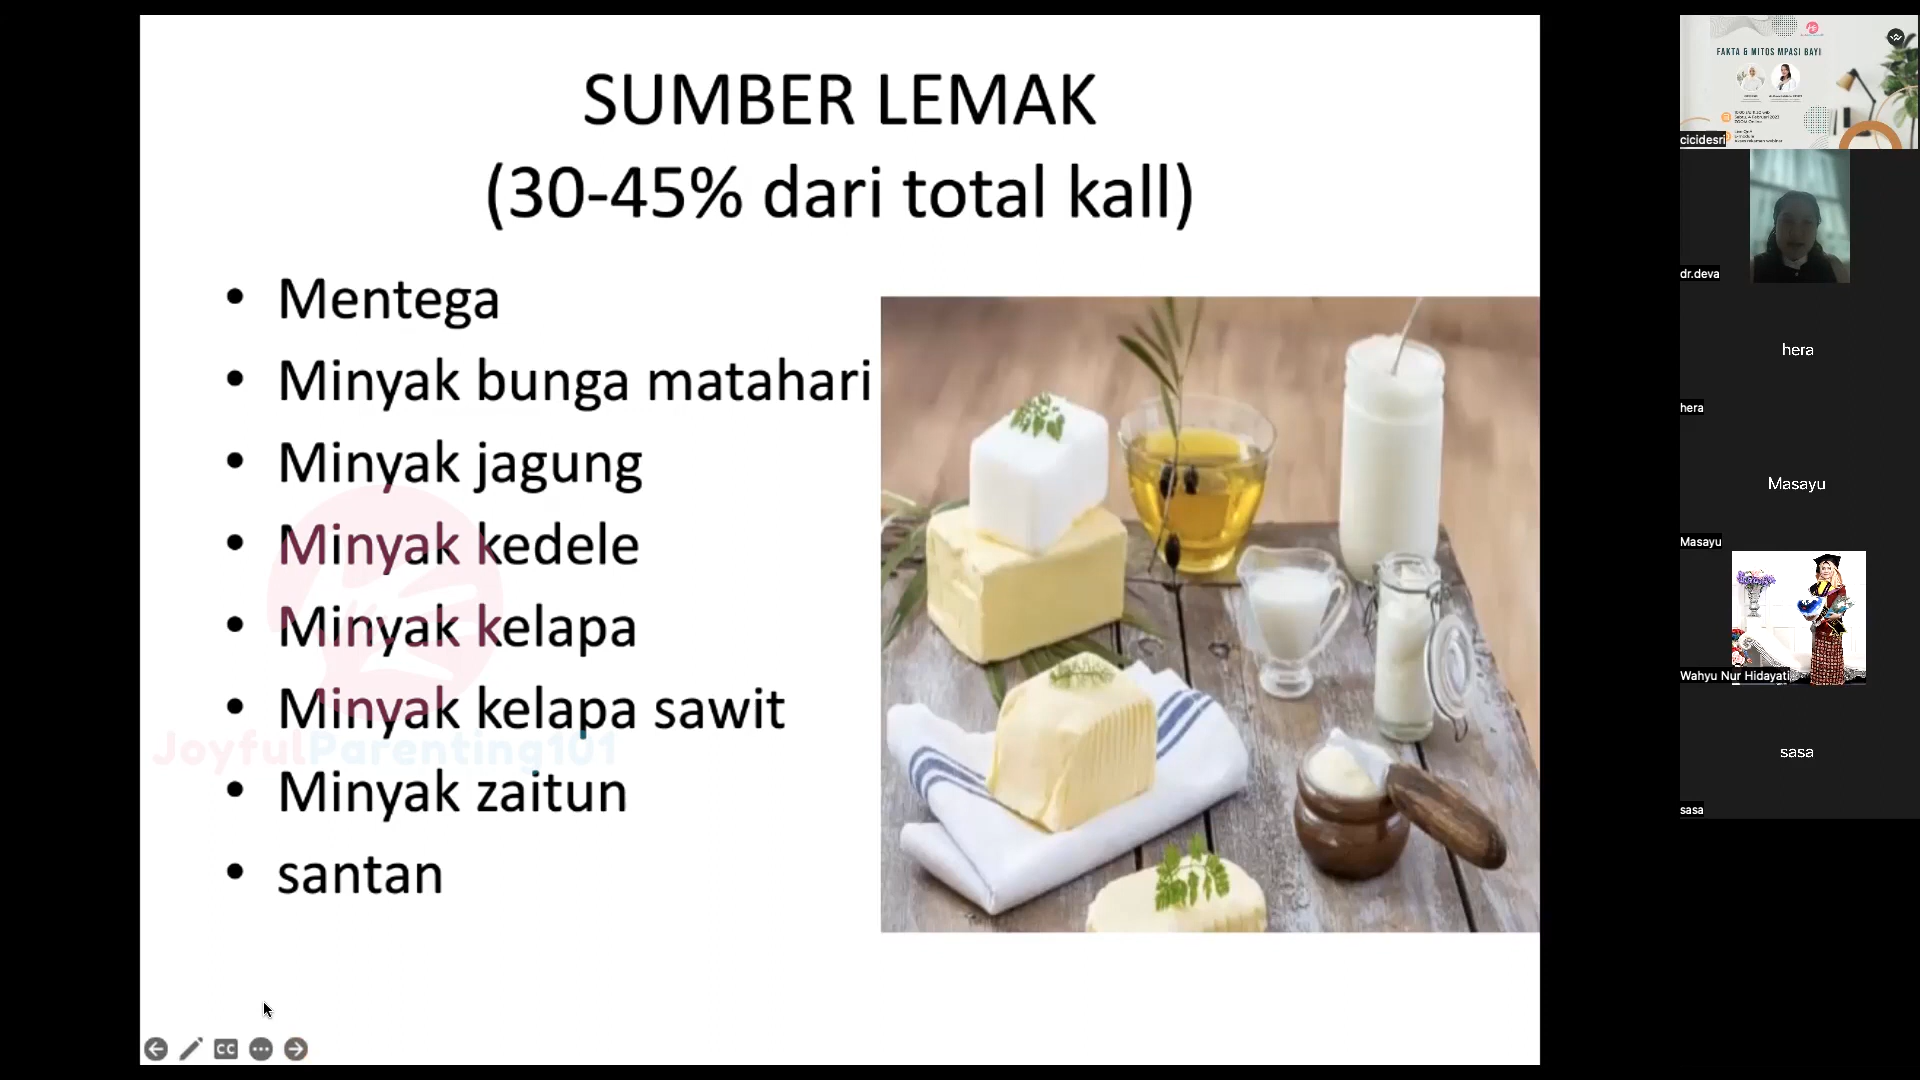 SUMBER LEMAK
(30-45% dari total kall)
• Mentega
• Minyak bunga matahari
• Minyak jagung
• Minyak kedele
• Minyak kelapa
• Minyak kelapa sawit
• Minyak zaitun
• santan
JoyfulParenting101
CC
FAKTA & MITOS MPASI BAYI
cicidesri
dr.deva
hera
hera
Masayu
Masayu
Wahyu Nur Hidayati
sasa
sasa